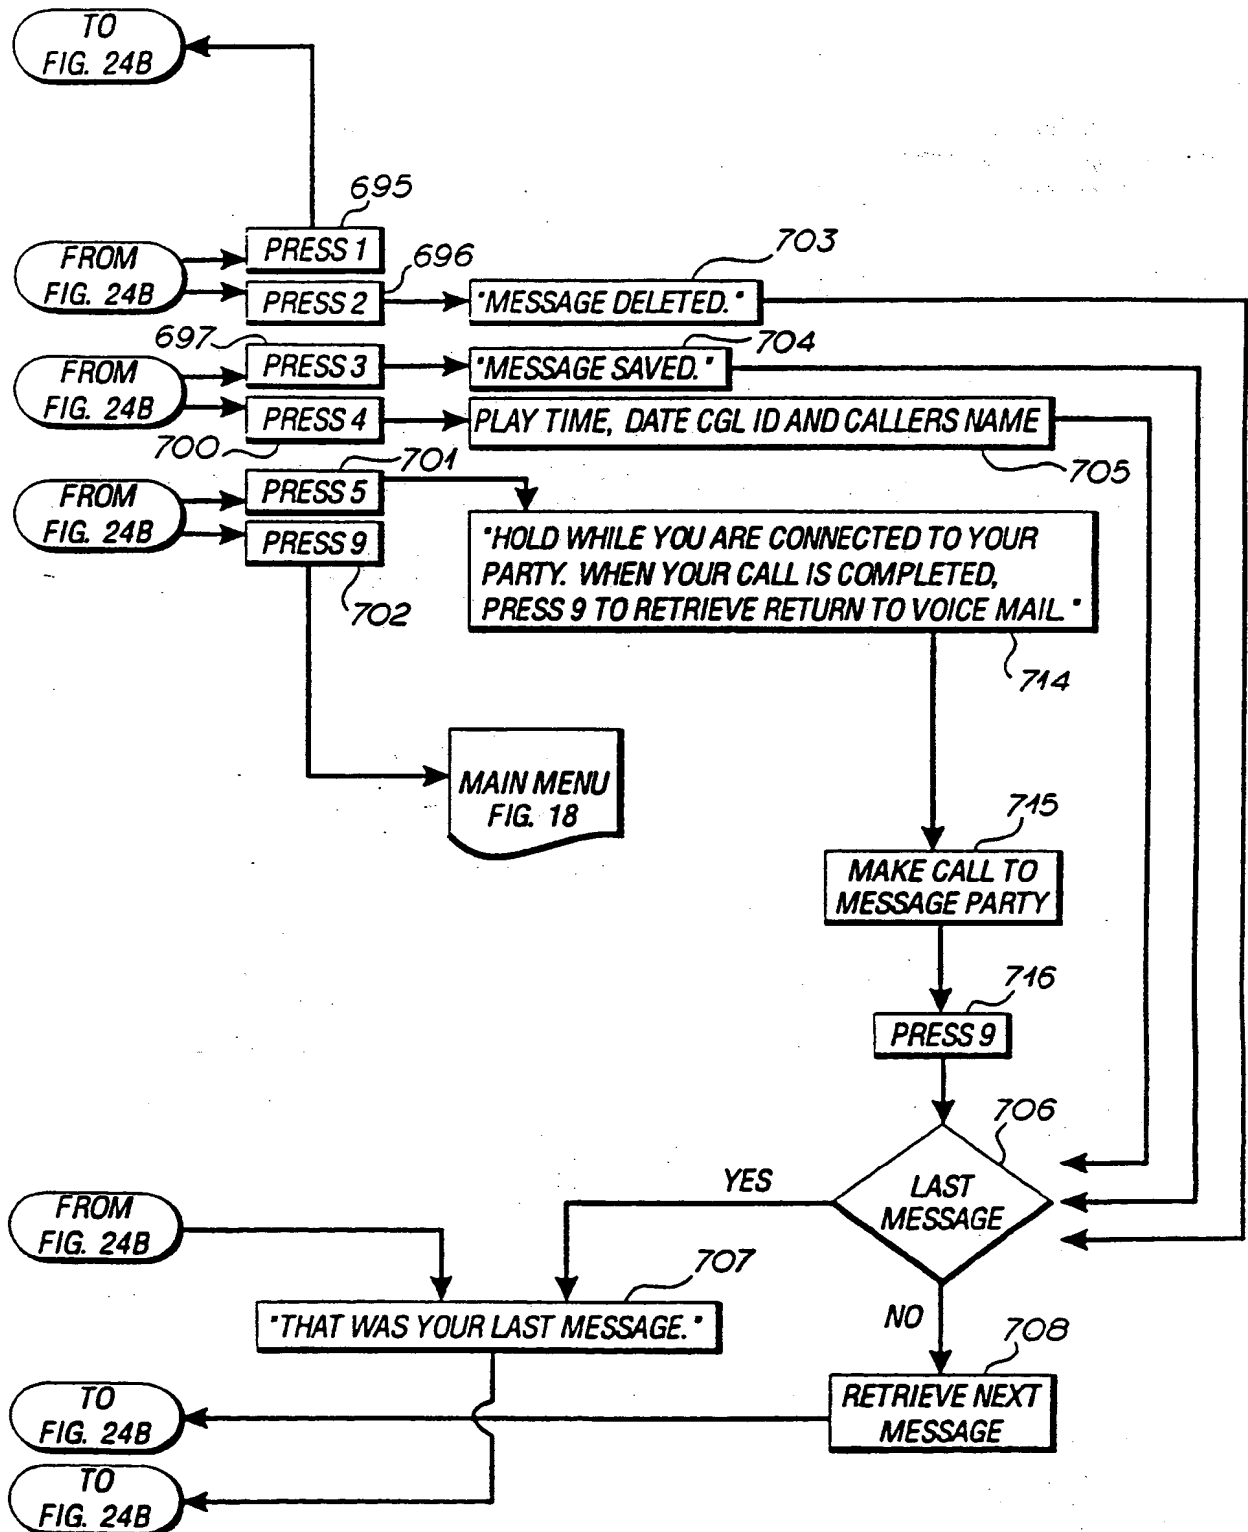 TO
FIG. 24B
695
FROM
FIG. 24B
PRESS 1
696
PRESS 2
703
"MESSAGE DELETED."
697
FROM
FIG. 24B
PRESS 3
704
"MESSAGE SAVED."
PRESS 4
700
PLAY TIME, DATE CGL ID AND CALLERS NAME
705
701
FROM
FIG. 24B
PRESS 5
PRESS 9
702
"HOLD WHILE YOU ARE CONNECTED TO YOUR
PARTY. WHEN YOUR CALL IS COMPLETED,
PRESS 9 TO RETRIEVE RETURN TO VOICE MAIL."
714
MAIN MENU
FIG. 18
715
MAKE CALL TO
MESSAGE PARTY
716
PRESS 9
706
LAST
MESSAGE
YES
NO
FROM
FIG. 24B
707
"THAT WAS YOUR LAST MESSAGE."
708
RETRIEVE NEXT
MESSAGE
TO
FIG. 24B
TO
FIG. 24B